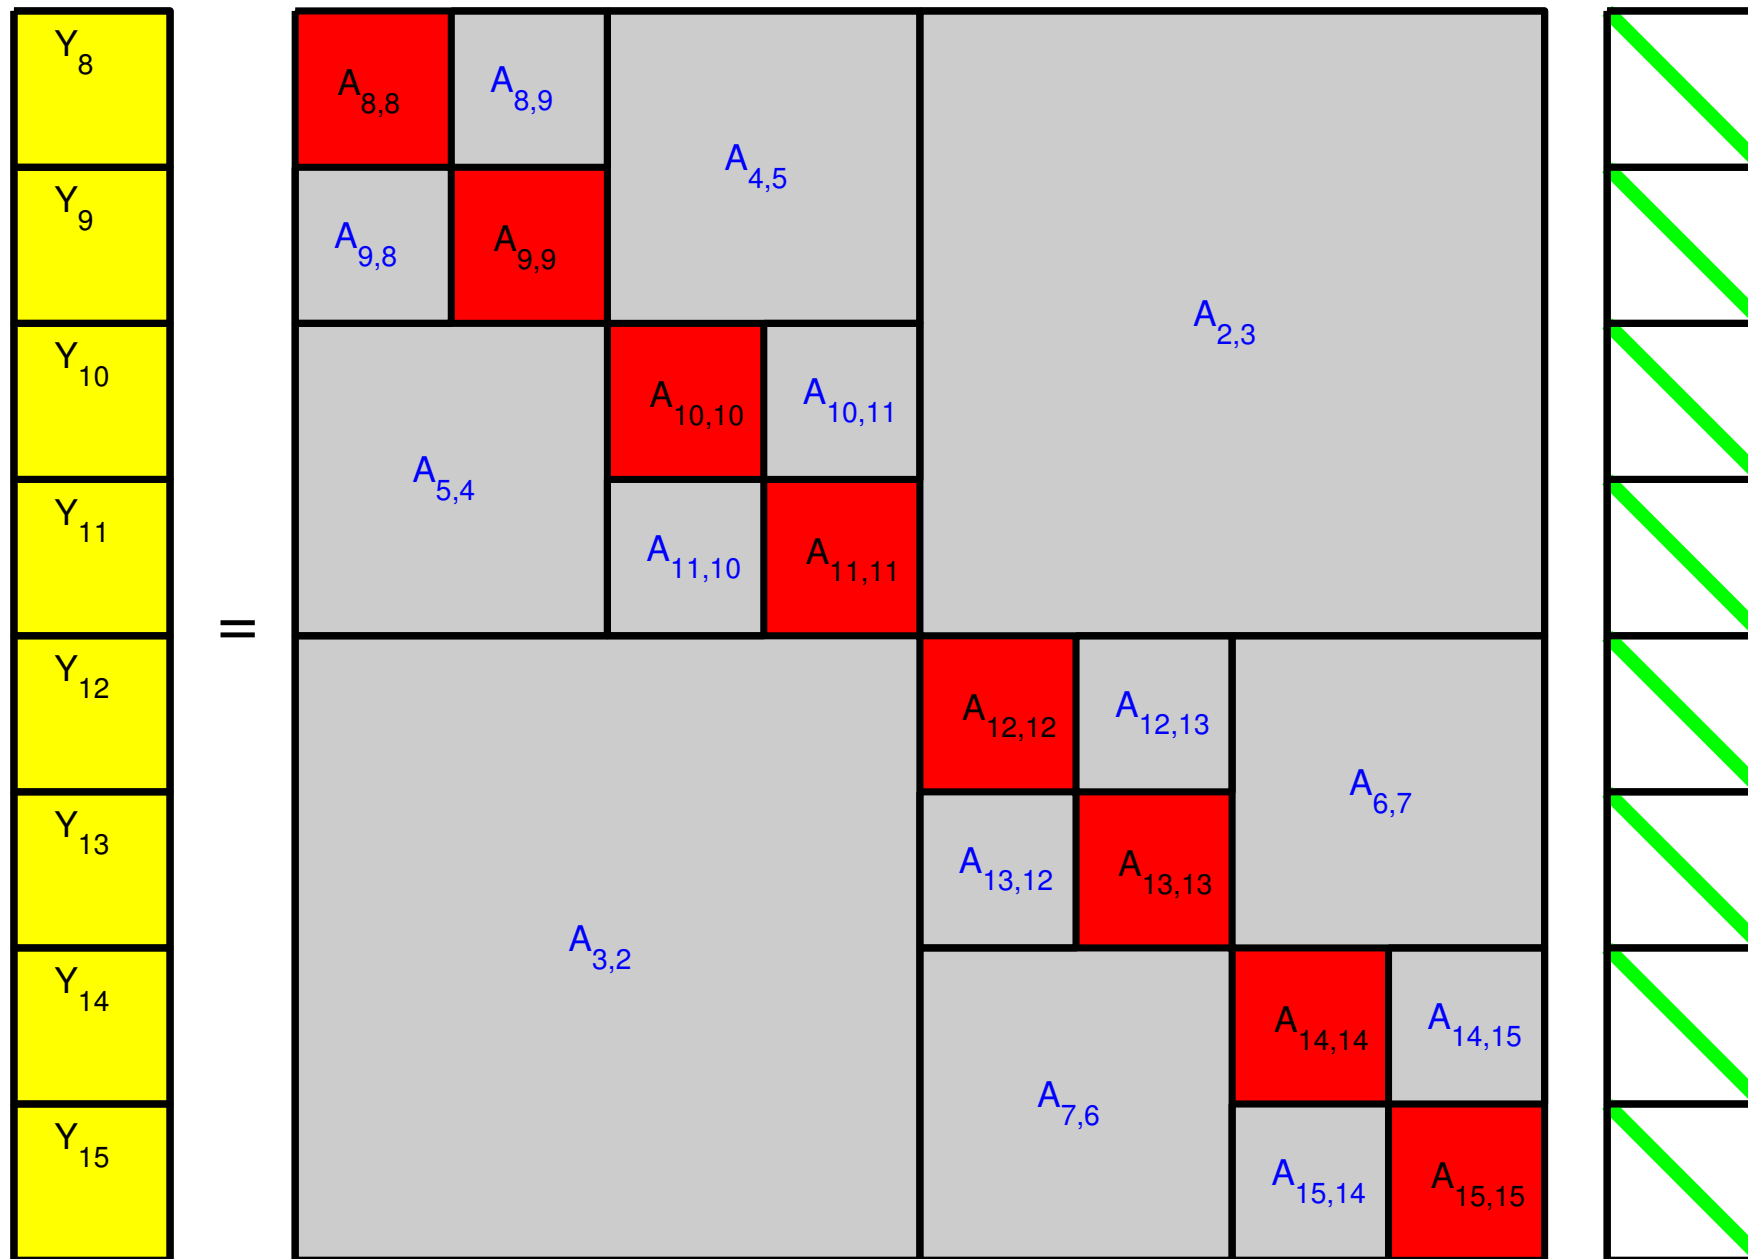 Y8 A8,8 A8,9
A4,5
Y9 A9,8 A9,9
A2,3
Y10 A10,10 A10,11
A5,4
Y11 A11,10 A11,11
=
Y12 A12,12 A12,13
A6,7
Y13 A13,12 A13,13
A3,2
Y14 A14,14 A14,15
A7,6
Y15 A15,14 A15,15